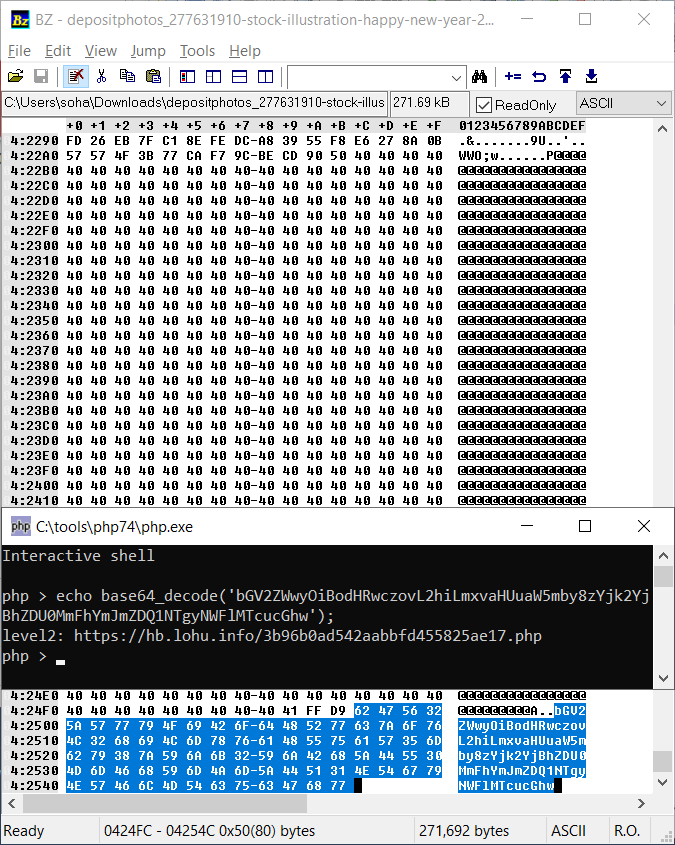 BZ - depositphotos_277631910-stock-illustration-happy-new-year-2...
File Edit View Jump Tools Help
C:\Users\soha\Downloads\depositphotos_277631910-stock-illus 271.69 kB ReadOnly ASCII
+0 +1 +2 +3 +4 +5 +6 +7 +8 +9 +A +B +C +D +E +F 0123456789ABCDEF
4:2290 FD 26 EB 7F C1 8E FE DC-A8 39 55 F8 E6 27 8A 0B .&.......9U..'..
4:22A0 57 57 4F 3B 77 CA F7 9C-BE CD 90 50 40 40 40 40 WWO;w......P@@@@
4:22B0 40 40 40 40 40 40 40 40-40 40 40 40 40 40 40 40 @@@@@@@@@@@@@@@@
4:22C0 40 40 40 40 40 40 40 40-40 40 40 40 40 40 40 40 @@@@@@@@@@@@@@@@
4:22D0 40 40 40 40 40 40 40 40-40 40 40 40 40 40 40 40 @@@@@@@@@@@@@@@@
4:22E0 40 40 40 40 40 40 40 40-40 40 40 40 40 40 40 40 @@@@@@@@@@@@@@@@
4:22F0 40 40 40 40 40 40 40 40-40 40 40 40 40 40 40 40 @@@@@@@@@@@@@@@@
4:2300 40 40 40 40 40 40 40 40-40 40 40 40 40 40 40 40 @@@@@@@@@@@@@@@@
4:2310 40 40 40 40 40 40 40 40-40 40 40 40 40 40 40 40 @@@@@@@@@@@@@@@@
4:2320 40 40 40 40 40 40 40 40-40 40 40 40 40 40 40 40 @@@@@@@@@@@@@@@@
4:2330 40 40 40 40 40 40 40 40-40 40 40 40 40 40 40 40 @@@@@@@@@@@@@@@@
4:2340 40 40 40 40 40 40 40 40-40 40 40 40 40 40 40 40 @@@@@@@@@@@@@@@@
4:2350 40 40 40 40 40 40 40 40-40 40 40 40 40 40 40 40 @@@@@@@@@@@@@@@@
4:2360 40 40 40 40 40 40 40 40-40 40 40 40 40 40 40 40 @@@@@@@@@@@@@@@@
4:2370 40 40 40 40 40 40 40 40-40 40 40 40 40 40 40 40 @@@@@@@@@@@@@@@@
4:2380 40 40 40 40 40 40 40 40-40 40 40 40 40 40 40 40 @@@@@@@@@@@@@@@@
4:2390 40 40 40 40 40 40 40 40-40 40 40 40 40 40 40 40 @@@@@@@@@@@@@@@@
4:23A0 40 40 40 40 40 40 40 40-40 40 40 40 40 40 40 40 @@@@@@@@@@@@@@@@
4:23B0 40 40 40 40 40 40 40 40-40 40 40 40 40 40 40 40 @@@@@@@@@@@@@@@@
4:23C0 40 40 40 40 40 40 40 40-40 40 40 40 40 40 40 40 @@@@@@@@@@@@@@@@
4:23D0 40 40 40 40 40 40 40 40-40 40 40 40 40 40 40 40 @@@@@@@@@@@@@@@@
4:23E0 40 40 40 40 40 40 40 40-40 40 40 40 40 40 40 40 @@@@@@@@@@@@@@@@
4:23F0 40 40 40 40 40 40 40 40-40 40 40 40 40 40 40 40 @@@@@@@@@@@@@@@@
4:2400 40 40 40 40 40 40 40 40-40 40 40 40 40 40 40 40 @@@@@@@@@@@@@@@@
4:2410 40 40 40 40 40 40 40 40-40 40 40 40 40 40 40 40 @@@@@@@@@@@@@@@@
php C:\tools\php74\php.exe
Interactive shell
php > echo base64_decode('bGV2ZWwyOiBodHRwczovL2hiLmxvaHUuaW5mby8zYjk2Yj
BhZDU0MmFhYmJmZDQ1NTgyNWFlMTcucGhw');
level2: https://hb.lohu.info/3b96b0ad542aabbfd455825ae17.php
php >
4:24E0 40 40 40 40 40 40 40 40-40 40 40 40 40 40 40 40 @@@@@@@@@@@@@@@@
4:24F0 40 40 40 40 40 40 40 40-40 41 FF D9 62 47 56 32 @@@@@@@@@A..bGV2
4:2500 5A 57 77 79 4F 69 42 6F-64 48 52 77 63 7A 6F 76 ZWwyOiBodHRwczov
4:2510 4C 32 68 69 4C 6D 78 76-61 48 55 75 61 57 35 6D L2hiLmxvaHUuaW5m
4:2520 62 79 38 7A 59 6A 6B 32-59 6A 42 68 5A 44 55 30 by8zYjk2YjBhZDU0
4:2530 4D 6D 46 68 59 6D 4A 6D-5A 44 51 31 4E 54 67 79 MmFhYmJmZDQ1NTgy
4:2540 4E 57 46 6C 4D 54 63 75-63 47 68 77 NWFlMTcucGhw
Ready 0424FC - 04254C 0x50(80) bytes 271,692 bytes ASCII R.O.